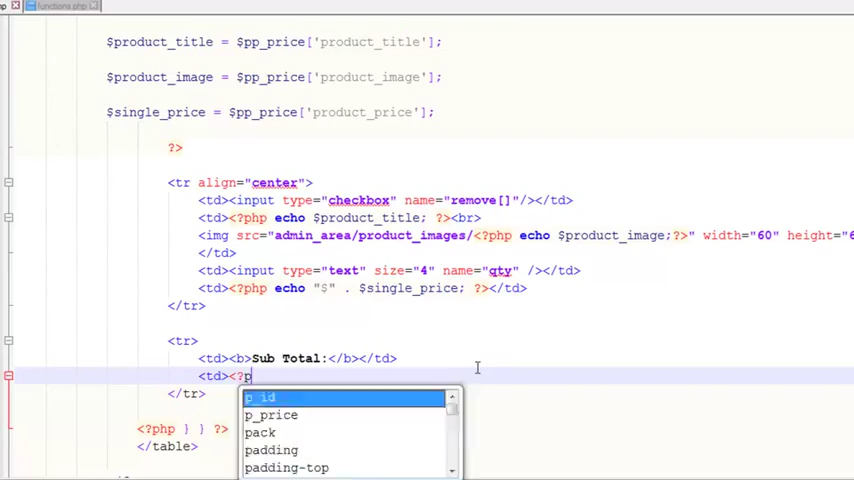 functions.php
$product_title = $pp_price['product_title'];
$product_image = $pp_price['product_image'];
$single_price = $pp_price['product_price'];
?>
<tr align="center">
<td><input type="checkbox" name="remove[]"/></td>
<td><?php echo $product_title; ?><br>
<img src="admin_area/product_images/<?php echo $product_image;?>" width="60" height="6
</td>
<td><input type="text" size="4" name="qty" /></td>
<td><?php echo "$" . $single_price; ?></td>
</tr>
<tr>
<td><b>Sub Total:</b></td>
<td><?p
</tr>
p_id
p_price
pack
padding
padding-top
<?php } } ?>
</table>